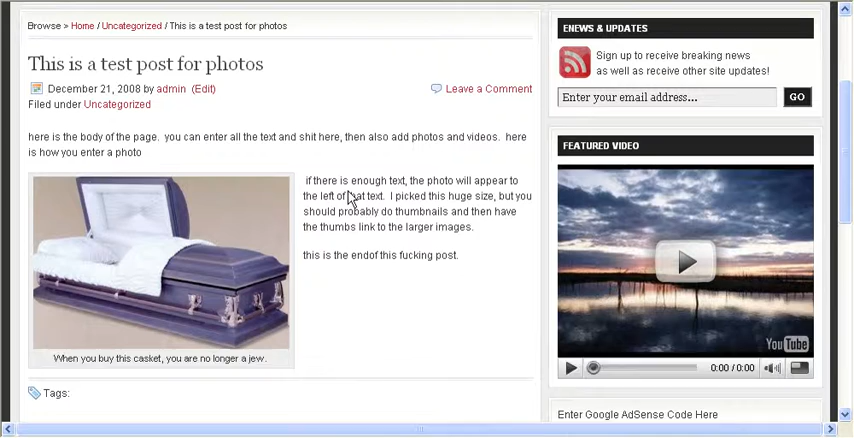 Browse > Home / Uncategorized / This is a test post for photos
This is a test post for photos
December 21, 2008 by admin (Edit)
Leave a Comment
Filed under Uncategorized
here is the body of the page. you can enter all the text and shit here, then also add photos and videos. here
is how you enter a photo
if there is enough text, the photo will appear to
the left of that text. I picked this huge size, but you
should probably do thumbnails and then have
the thumbs link to the larger images.
this is the endof this fucking post.
When you buy this casket, you are no longer a jew.
Tags:
ENEWS & UPDATES
Sign up to receive breaking news
as well as receive other site updates!
Enter your email address...
GO
FEATURED VIDEO
YouTube
0:00 / 0:00
Enter Google AdSense Code Here